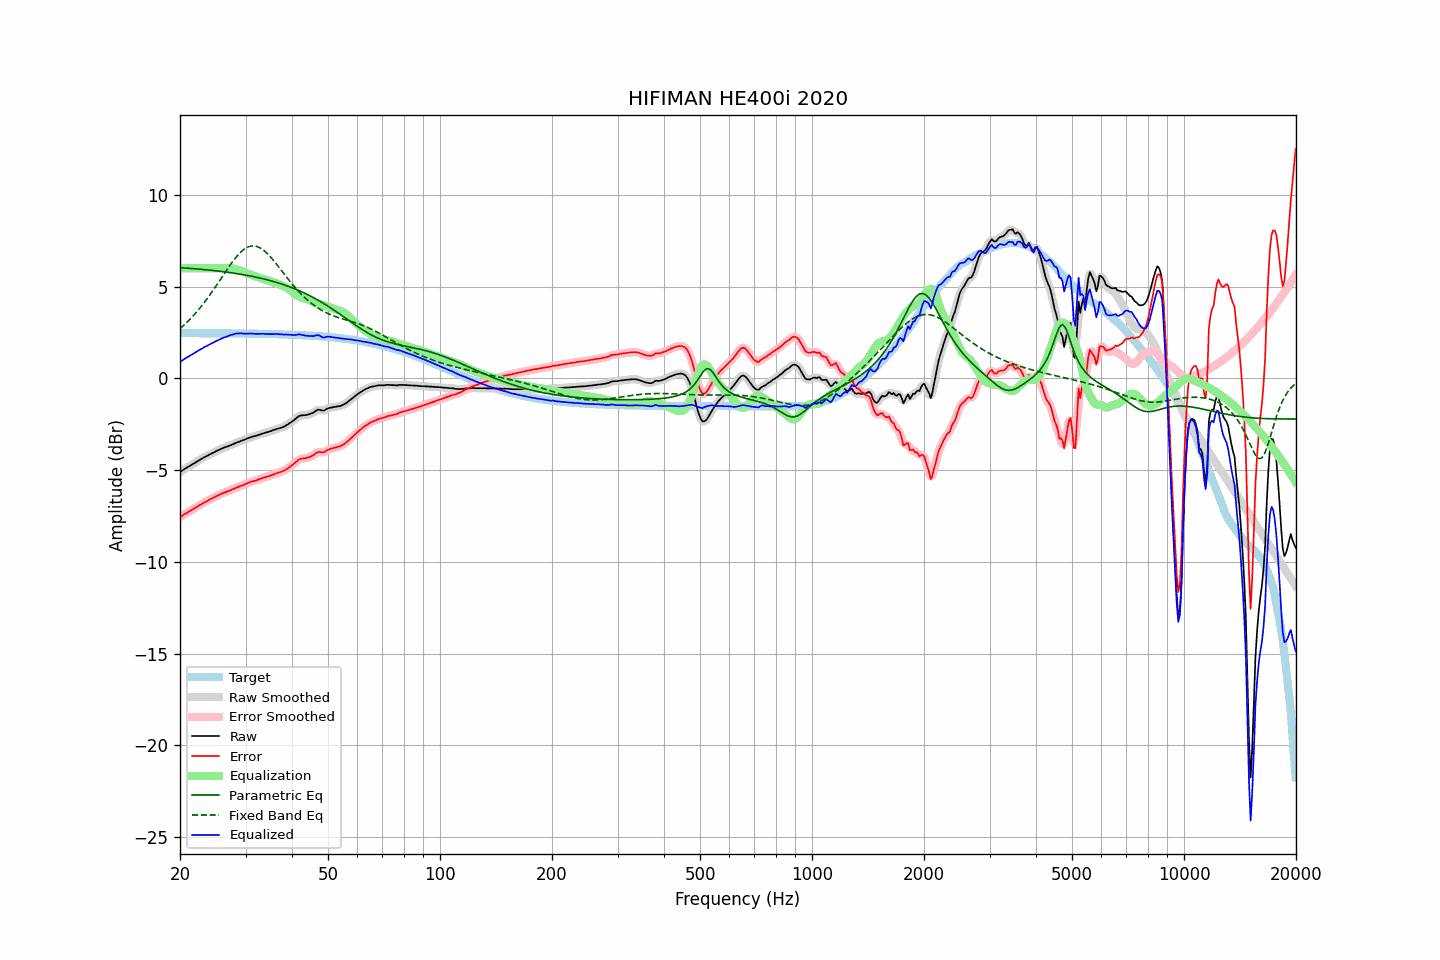 HIFIMAN HE400i 2020
Amplitude (dBr)
10
5
0
−5
−10
−15
−20
−25
Target
Raw Smoothed
Error Smoothed
Raw
Error
Equalization
Parametric Eq
Fixed Band Eq
Equalized
20 50 100 200 500 1000 2000 5000 10000 20000
Frequency (Hz)